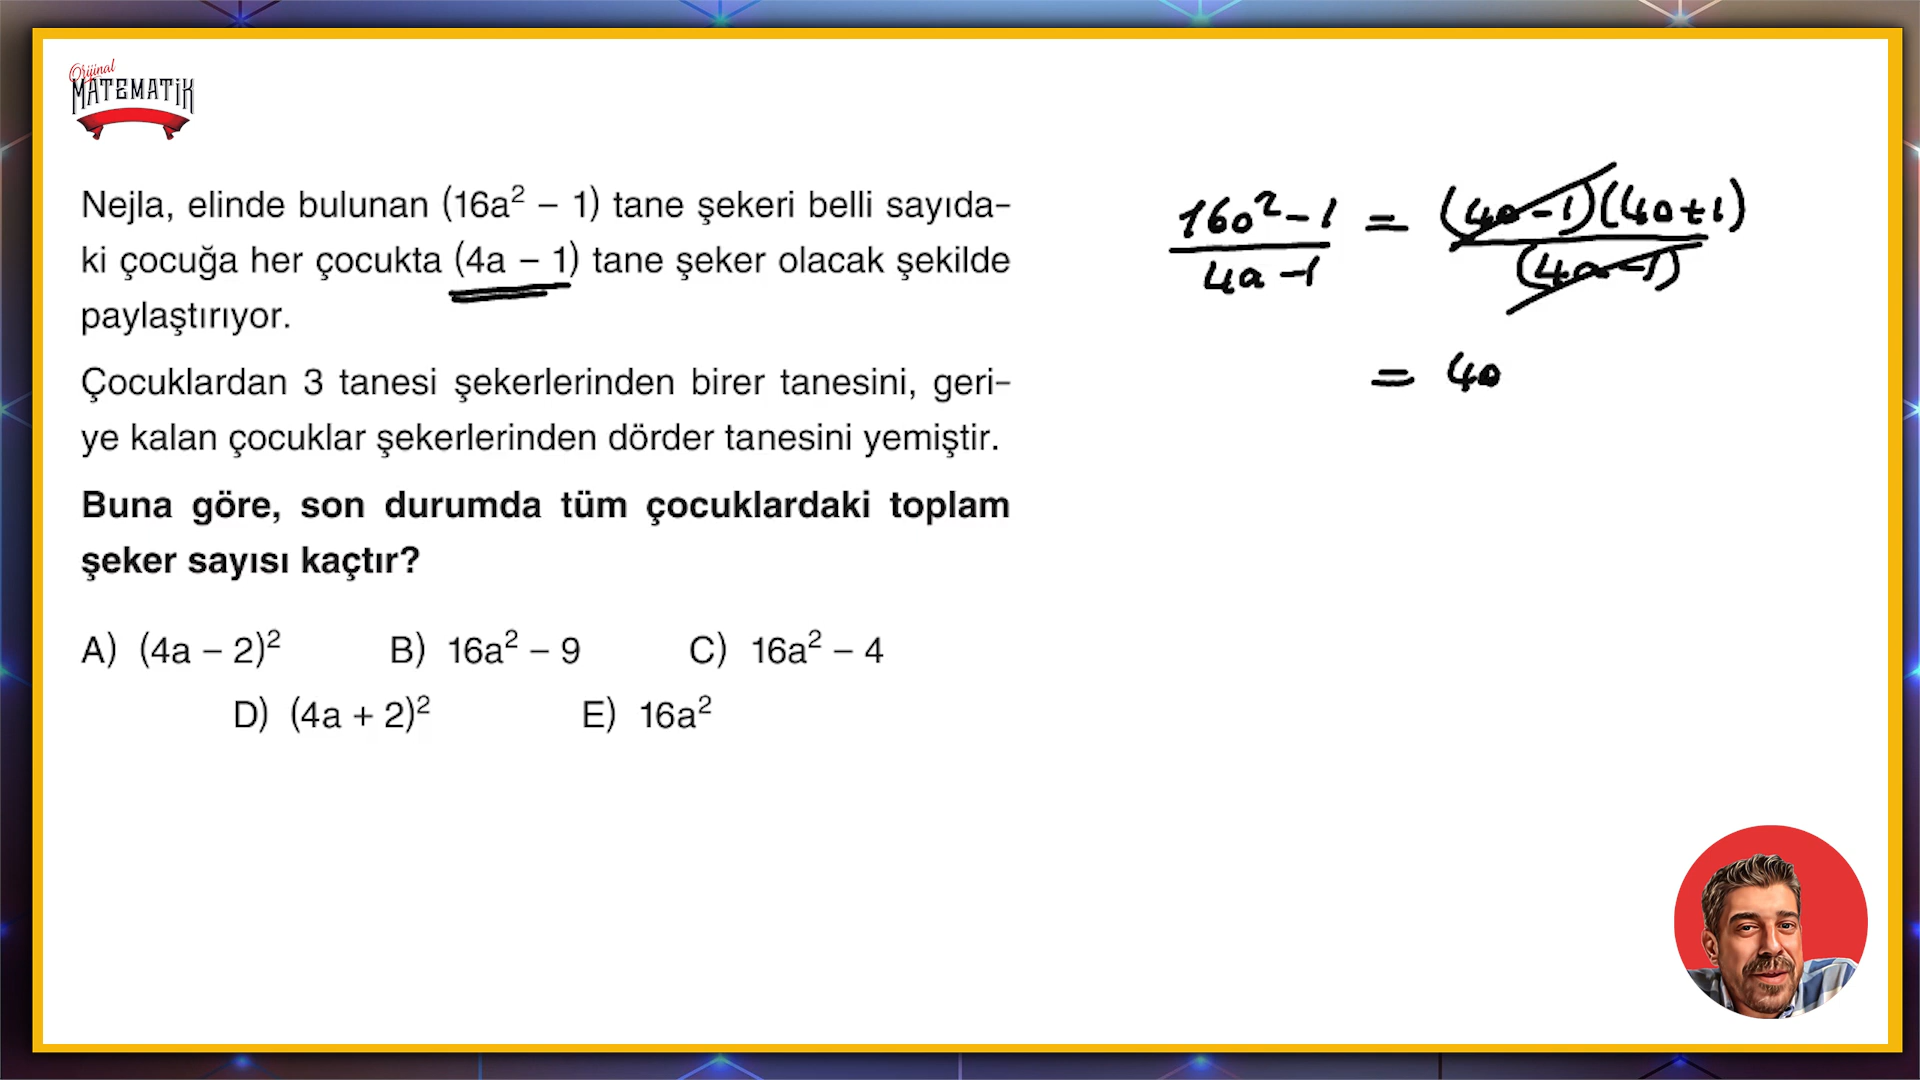 Orijinal
MATEMATİK
Nejla, elinde bulunan (16a² – 1) tane şekeri belli sayıda-
ki çocuğa her çocukta (4a – 1) tane şeker olacak şekilde
paylaştırıyor.
Çocuklardan 3 tanesi şekerlerinden birer tanesini, geri-
ye kalan çocuklar şekerlerinden dörder tanesini yemiştir.
Buna göre, son durumda tüm çocuklardaki toplam
şeker sayısı kaçtır?
A) (4a – 2)² B) 16a² – 9 C) 16a² – 4
D) (4a + 2)² E) 16a²
16a² – 1 = (4a – 1)(4a + 1)
4a – 1 (4a – 1)
= 4a